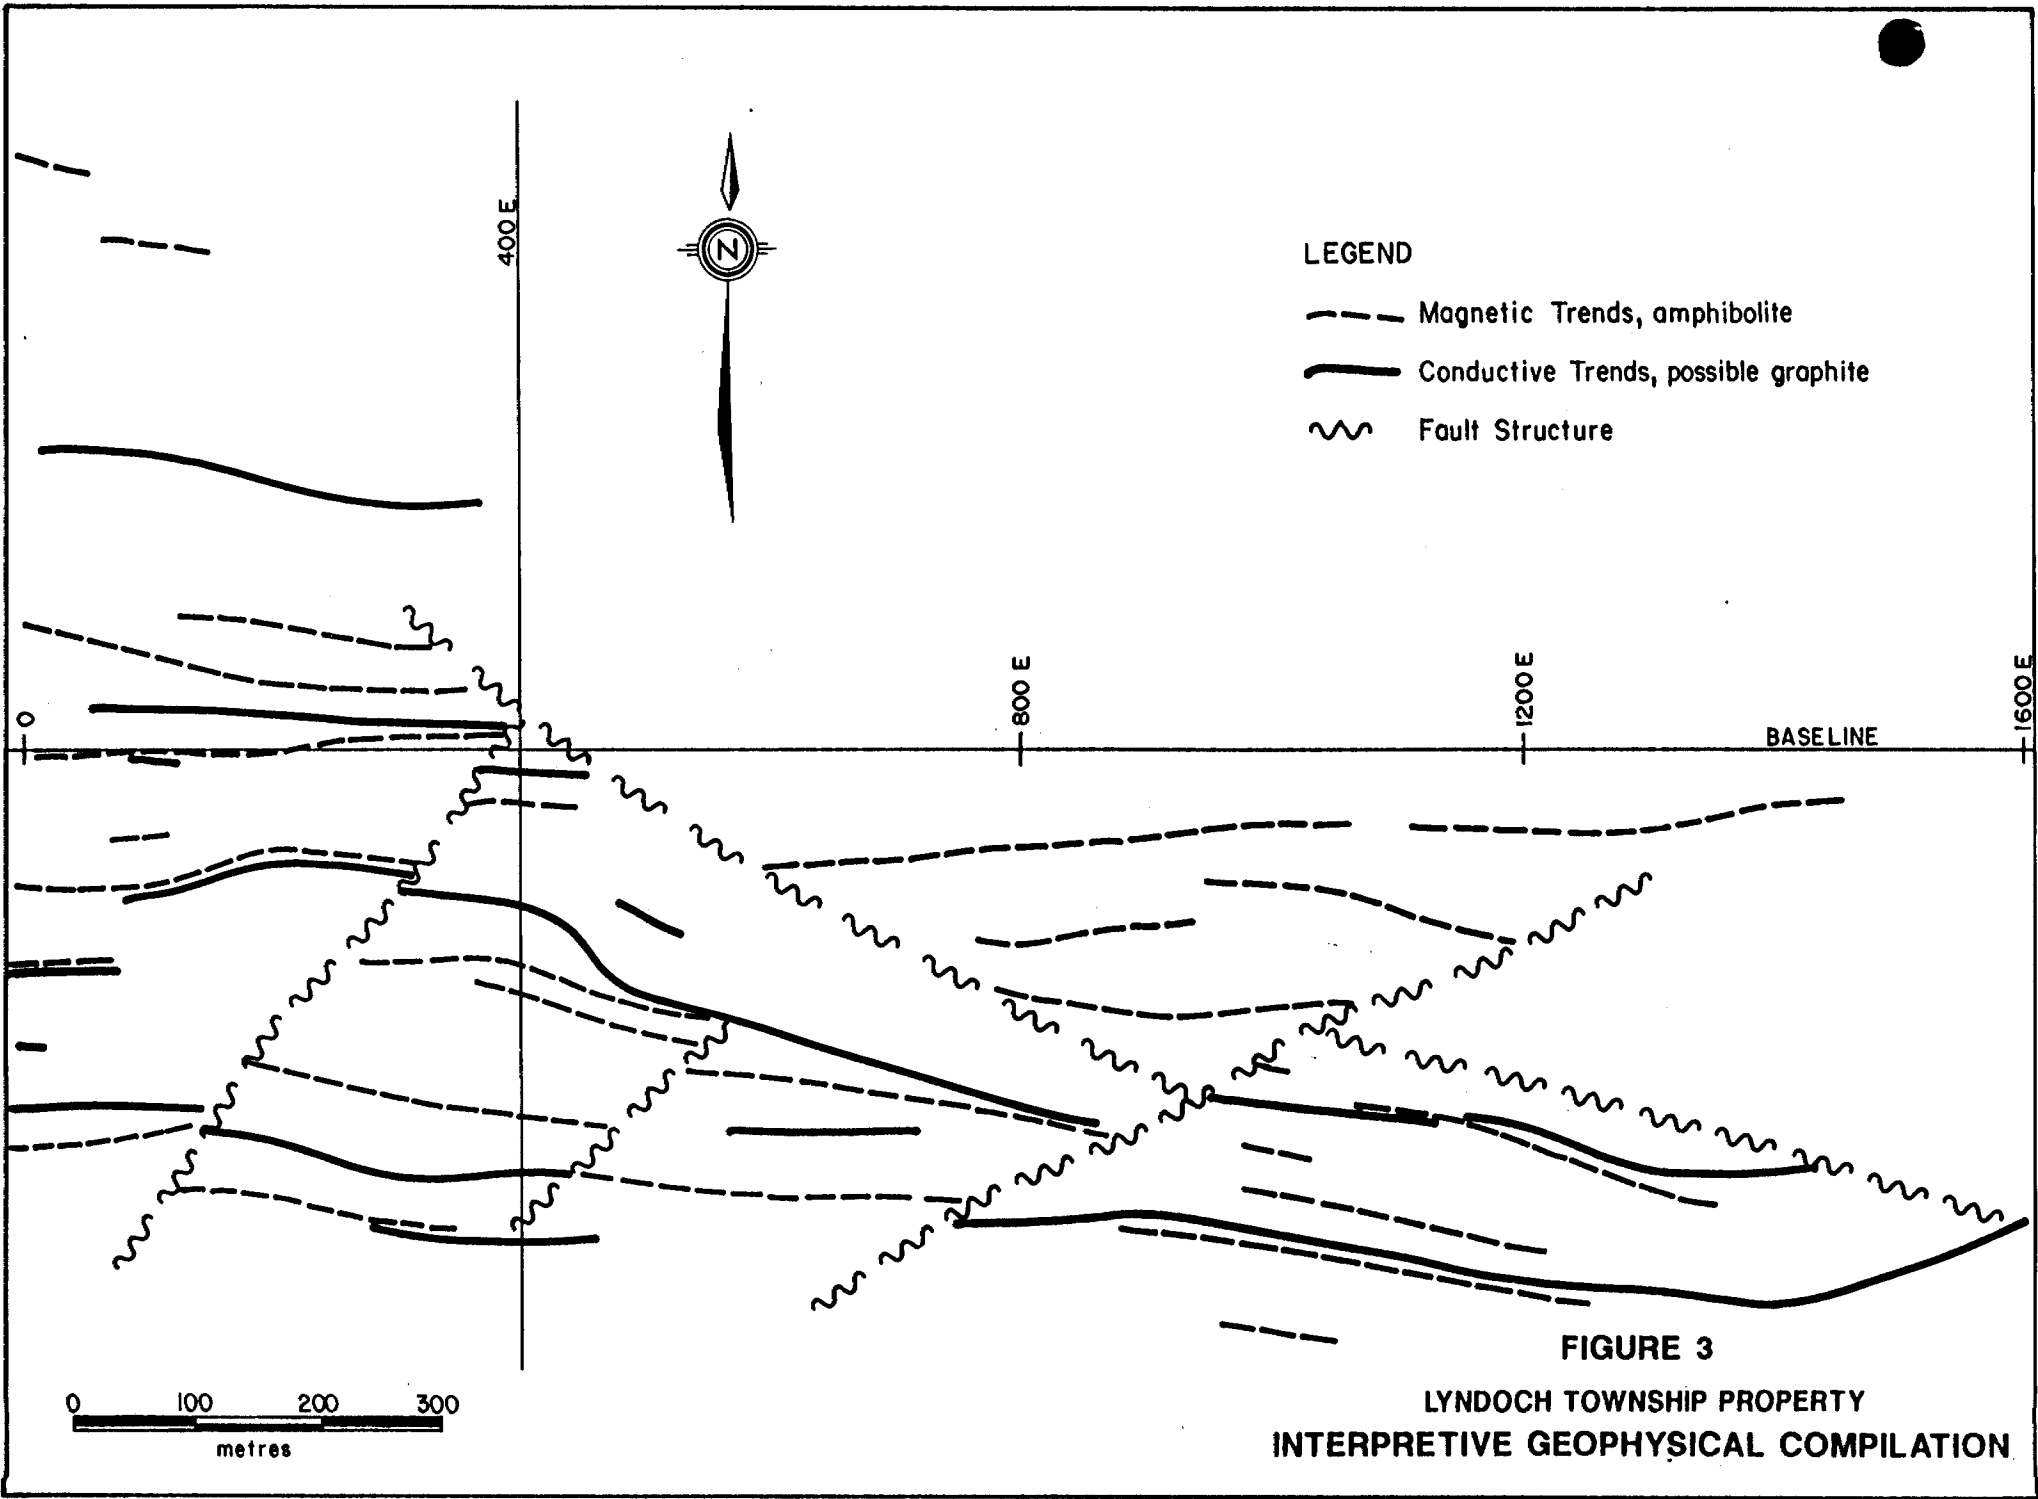 400 E
N
LEGEND
Magnetic Trends, amphibolite
Conductive Trends, possible graphite
Fault Structure
0
800 E
1200 E
1600 E
BASELINE
FIGURE 3
LYNDOCH TOWNSHIP PROPERTY
INTERPRETIVE GEOPHYSICAL COMPILATION
0 100 200 300
metres